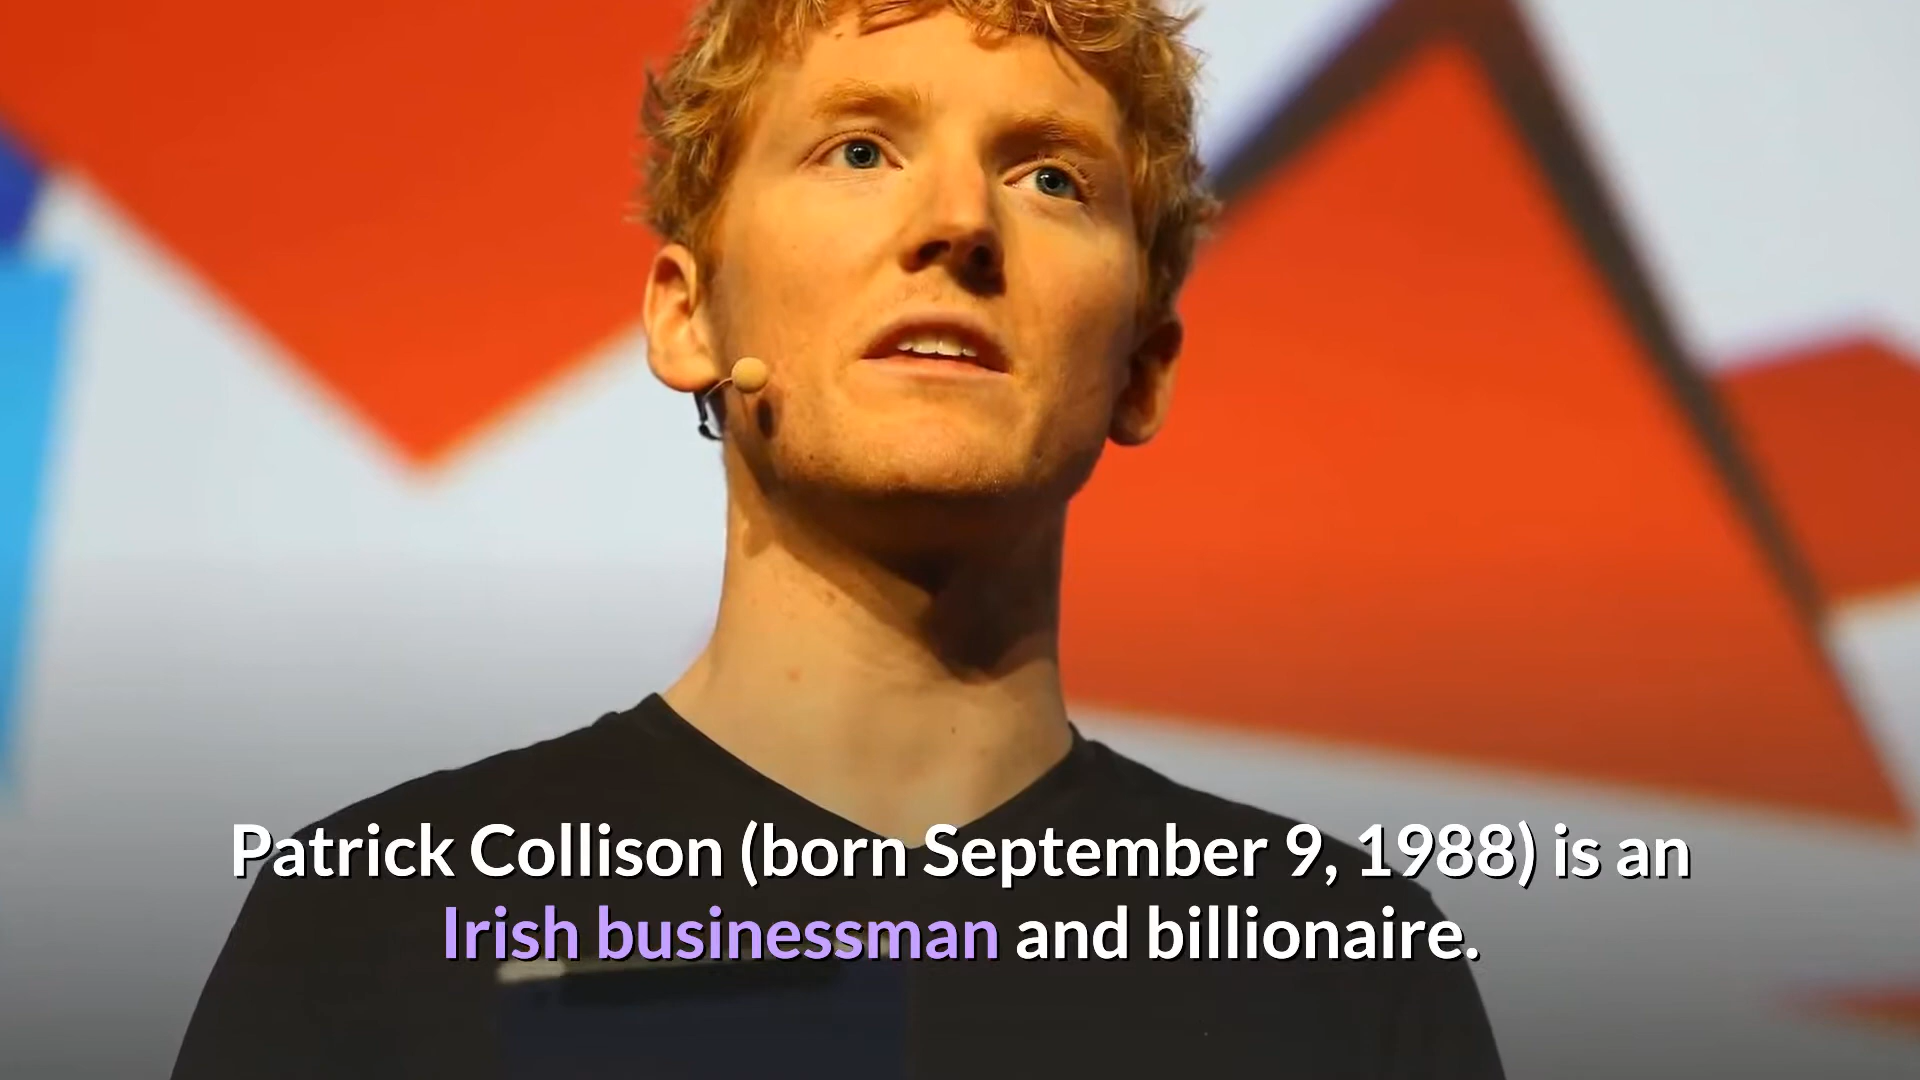 Patrick Collison (born September 9, 1988) is an
Irish businessman and billionaire.